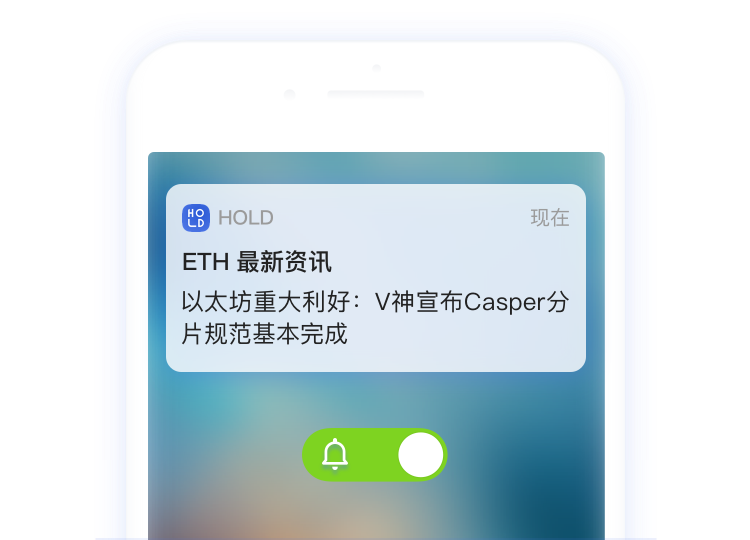 HO
LD
HOLD
现在
ETH 最新资讯
以太坊重大利好：V神宣布Casper分
片规范基本完成